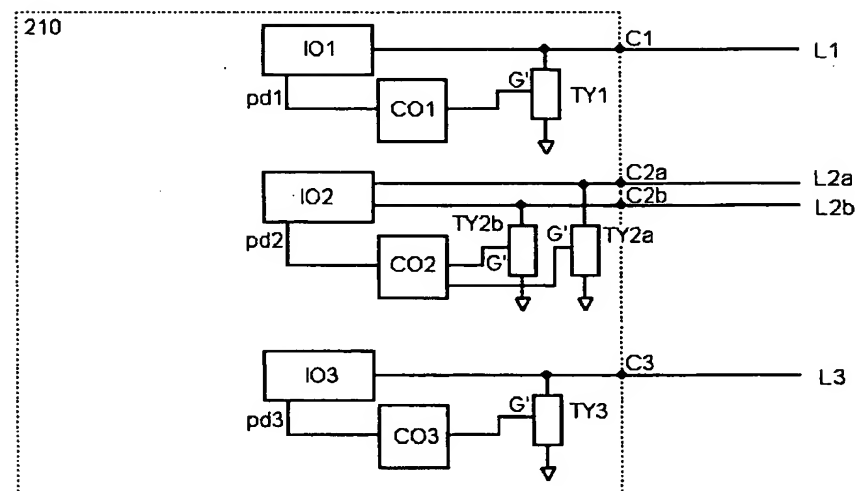 210
IO1
C1
L1
pd1
CO1
G'
TY1
C2a
L2a
IO2
C2b
L2b
TY2b
G'
TY2a
pd2
CO2
G'
C3
IO3
L3
pd3
CO3
G'
TY3